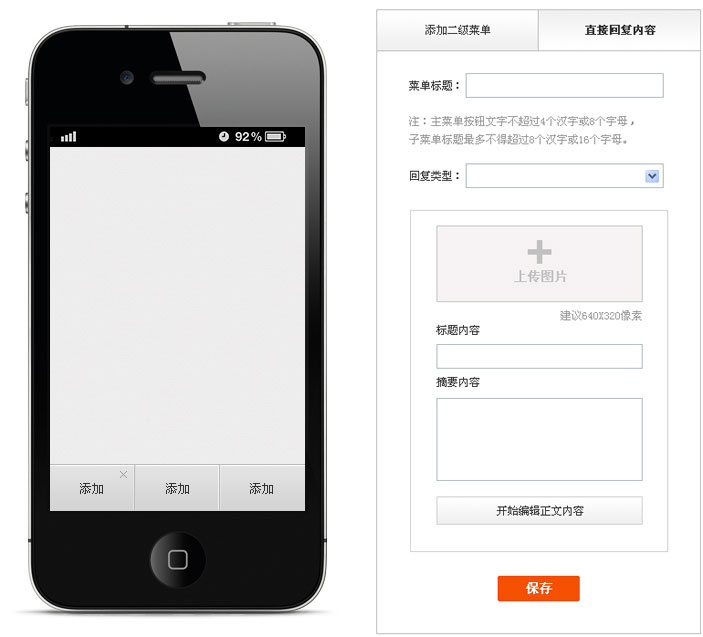 92%
添加
添加
添加
添加二级菜单
直接回复内容
菜单标题：
注：主菜单按钮文字不超过4个汉字或8个字母，
子菜单标题最多不得超过8个汉字或16个字母。
回复类型：
上传图片
建议640X320像素
标题内容
摘要内容
开始编辑正文内容
保存